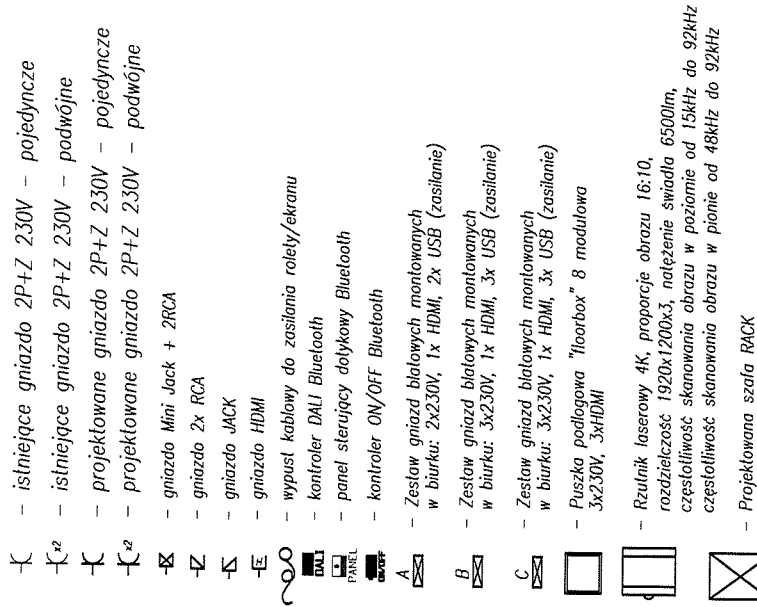 – istniejące gniazdo 2P+Z 230V – pojedyncze
x2 – istniejące gniazdo 2P+Z 230V – podwójne
– projektowane gniazdo 2P+Z 230V – pojedyncze
x2 – projektowane gniazdo 2P+Z 230V – podwójne
– gniazdo Mini Jack + 2RCA
– gniazdo 2x RCA
– gniazdo JACK
– gniazdo HDMI
– wypust kablowy do zasilania rolety/ekranu
DALI – kontroler DALI Bluetooth
PANEL – panel sterujący dotykowy Bluetooth
ON/OFF – kontroler ON/OFF Bluetooth
A – Zestaw gniazd blatowych montowanych
w biurku: 2x230V, 1x HDMI, 2x USB (zasilanie)
B – Zestaw gniazd blatowych montowanych
w biurku: 3x230V, 1x HDMI, 3x USB (zasilanie)
C – Zestaw gniazd blatowych montowanych
w biurku: 3x230V, 1x HDMI, 3x USB (zasilanie)
– Puszka podłogowa "floorbox" 8 modułowa
3x230V, 3xHDMI
– Rzutnik laserowy 4K, proporcje obrazu 16:10,
rozdzielczość 1920x1200x3, natężenie świadła 6500lm,
częstotliwość skanowania obrazu w poziomie od 15kHz do 92kHz
częstotliwość skanowania obrazu w pionie od 48kHz do 92kHz
– Projektowana szafa RACK